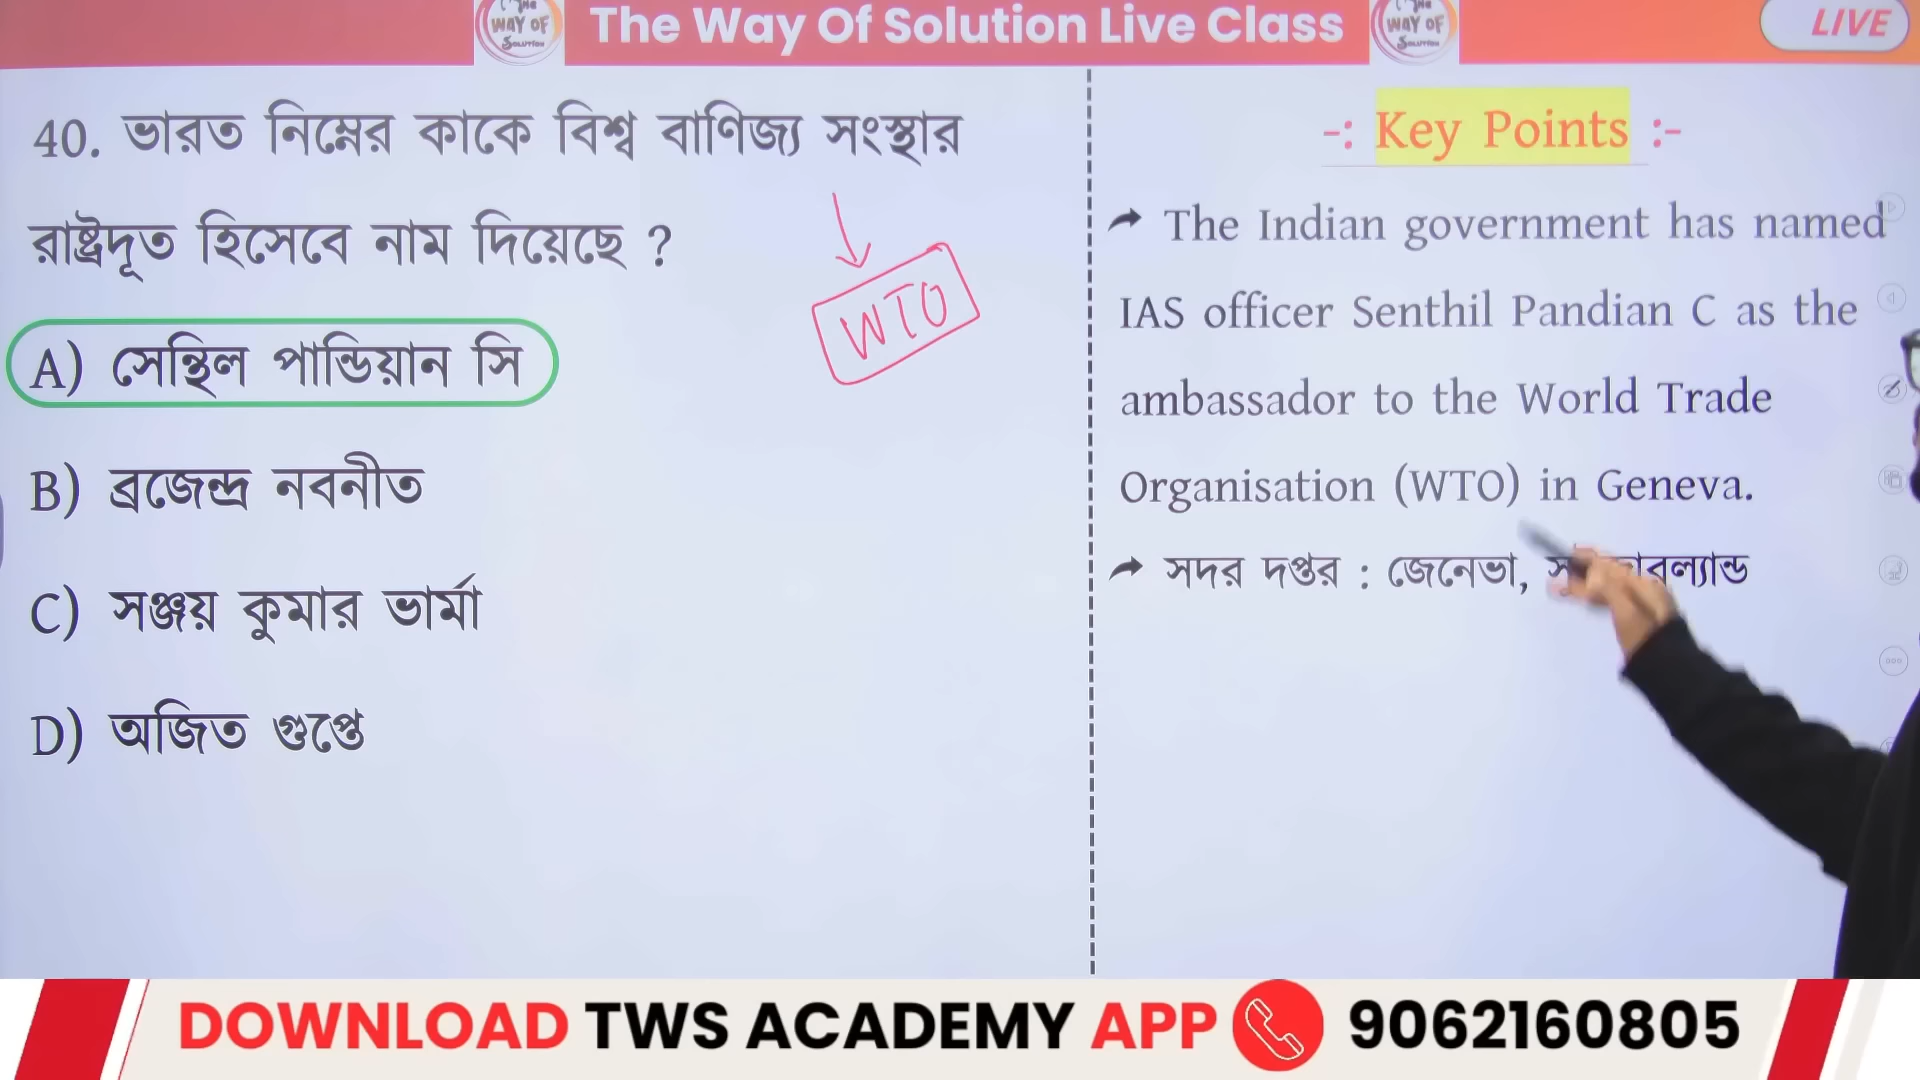 The Way Of Solution Live Class
LIVE
40. ভারত নিম্নের কাকে বিশ্ব বাণিজ্য সংস্থার
রাষ্ট্রদূত হিসেবে নাম দিয়েছে ?
WTO
A) সেন্থিল পান্ডিয়ান সি
B) ব্রজেন্দ্র নবনীত
C) সঞ্জয় কুমার ভার্মা
D) অজিত গুপ্তে
-: Key Points :-
The Indian government has named
IAS officer Senthil Pandian C as the
ambassador to the World Trade
Organisation (WTO) in Geneva.
সদর দপ্তর : জেনেভা,
DOWNLOAD TWS ACADEMY APP 9062160805